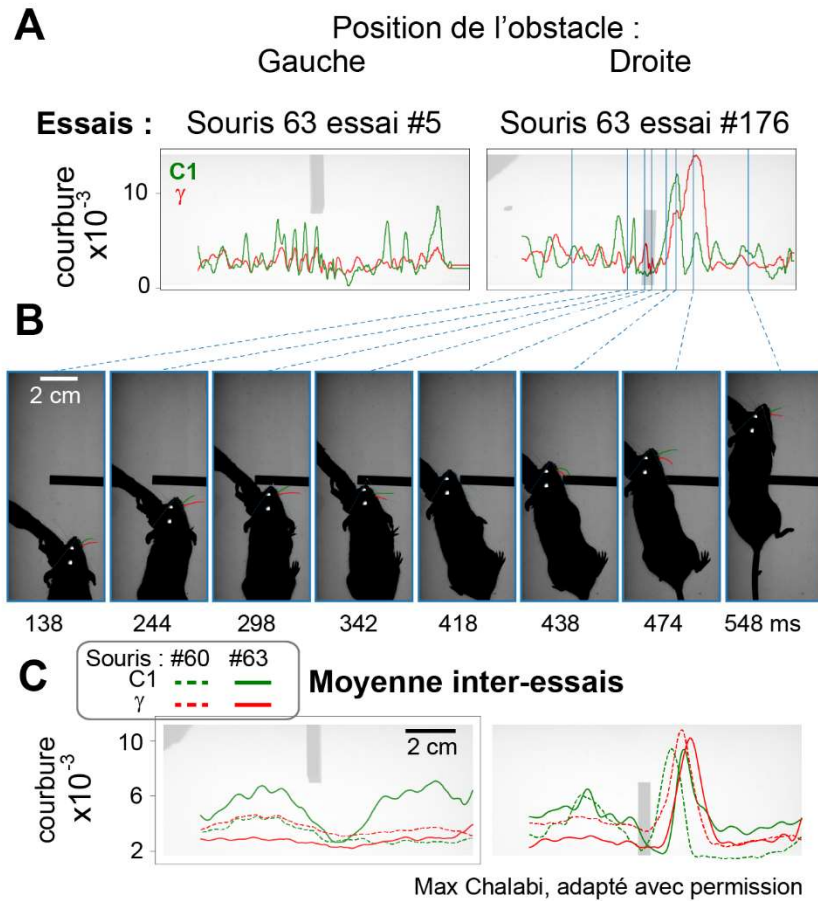 A
Position de l’obstacle :
Gauche Droite
Essais : Souris 63 essai #5 Souris 63 essai #176
C1
γ
courbure
x10-3
10
0
B
2 cm
138 244 298 342 418 438 474 548 ms
Souris : #60 #63
C1
γ
C
Moyenne inter-essais
courbure
x10-3
10
6
2
2 cm
Max Chalabi, adapté avec permission